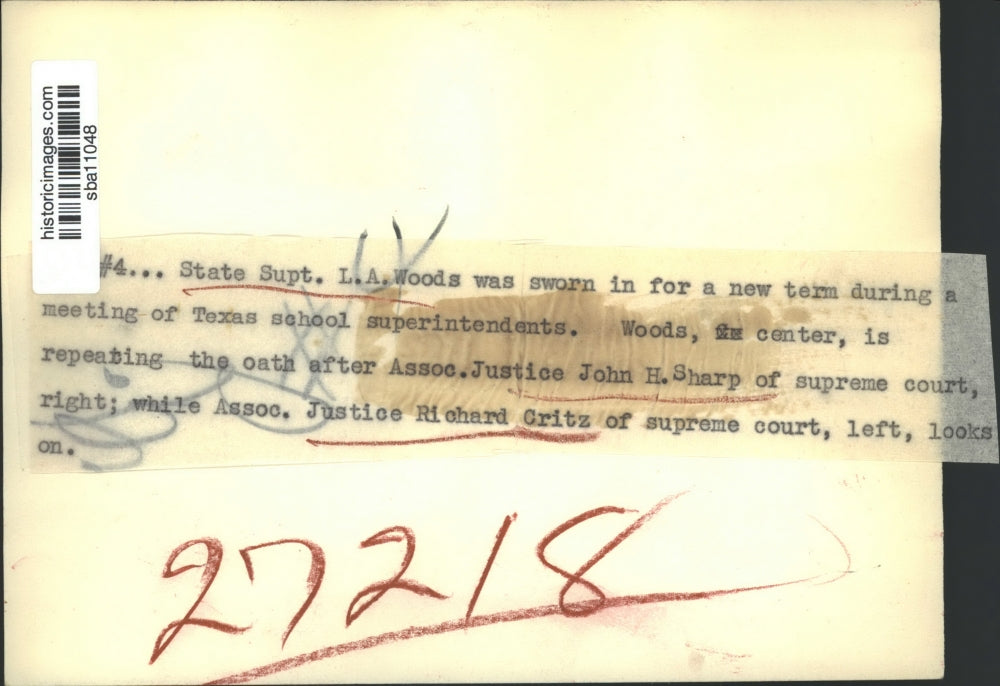 historicimages.com
sba11048
#4... State Supt. L.A.Woods was sworn in for a new term during a
meeting of Texas school superintendents. Woods, center, is
repeating the oath after Assoc.Justice John H.Sharp of supreme court,
right; while Assoc. Justice Richard Critz of supreme court, left, looks
on.
27218